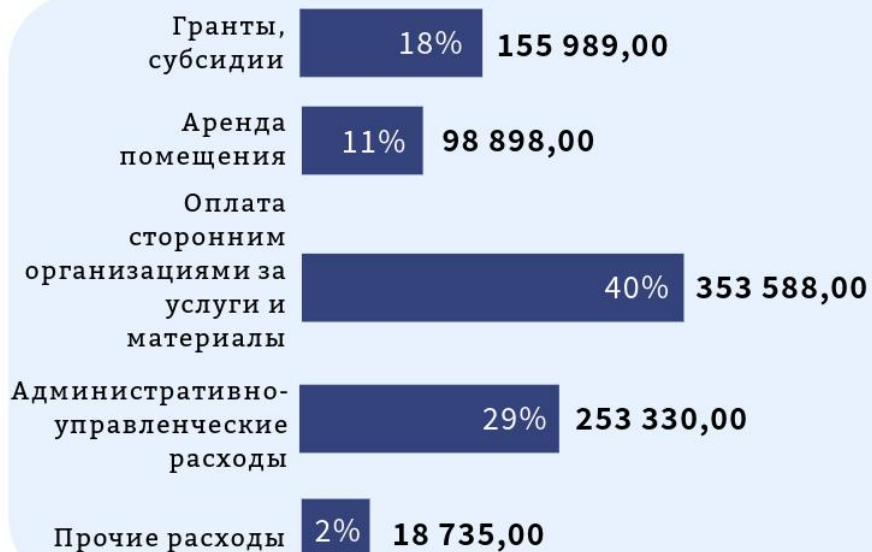 Гранты,
субсидии
18% 155 989,00
Аренда
помещения
11% 98 898,00
Оплата
сторонним
организациями за
услуги и
материалы
40% 353 588,00
Административно-
управленческие
расходы
29% 253 330,00
Прочие расходы 2% 18 735,00